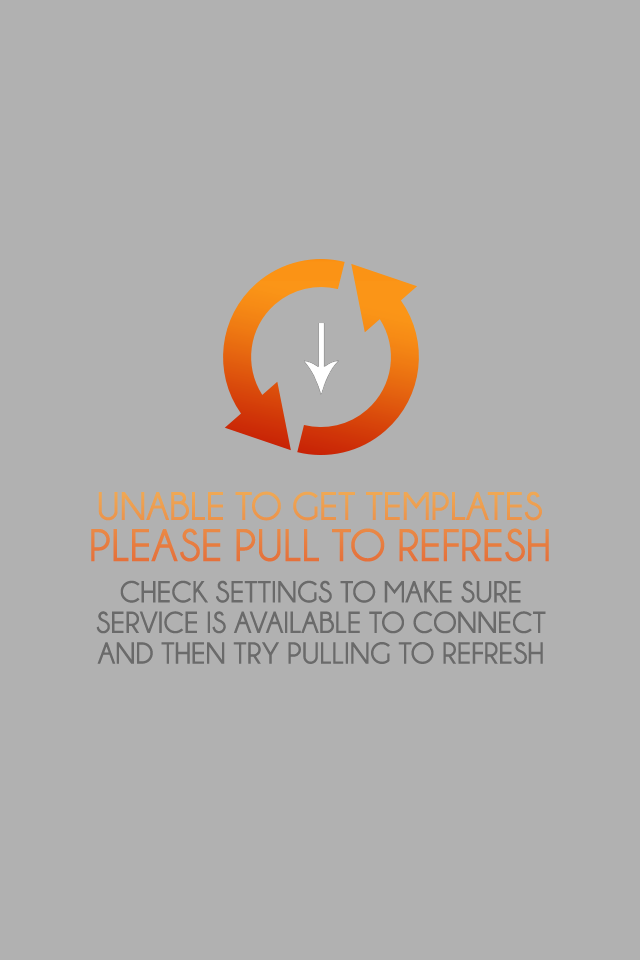 UNABLE TO GET TEMPLATES
PLEASE PULL TO REFRESH
CHECK SETTINGS TO MAKE SURE
SERVICE IS AVAILABLE TO CONNECT
AND THEN TRY PULLING TO REFRESH